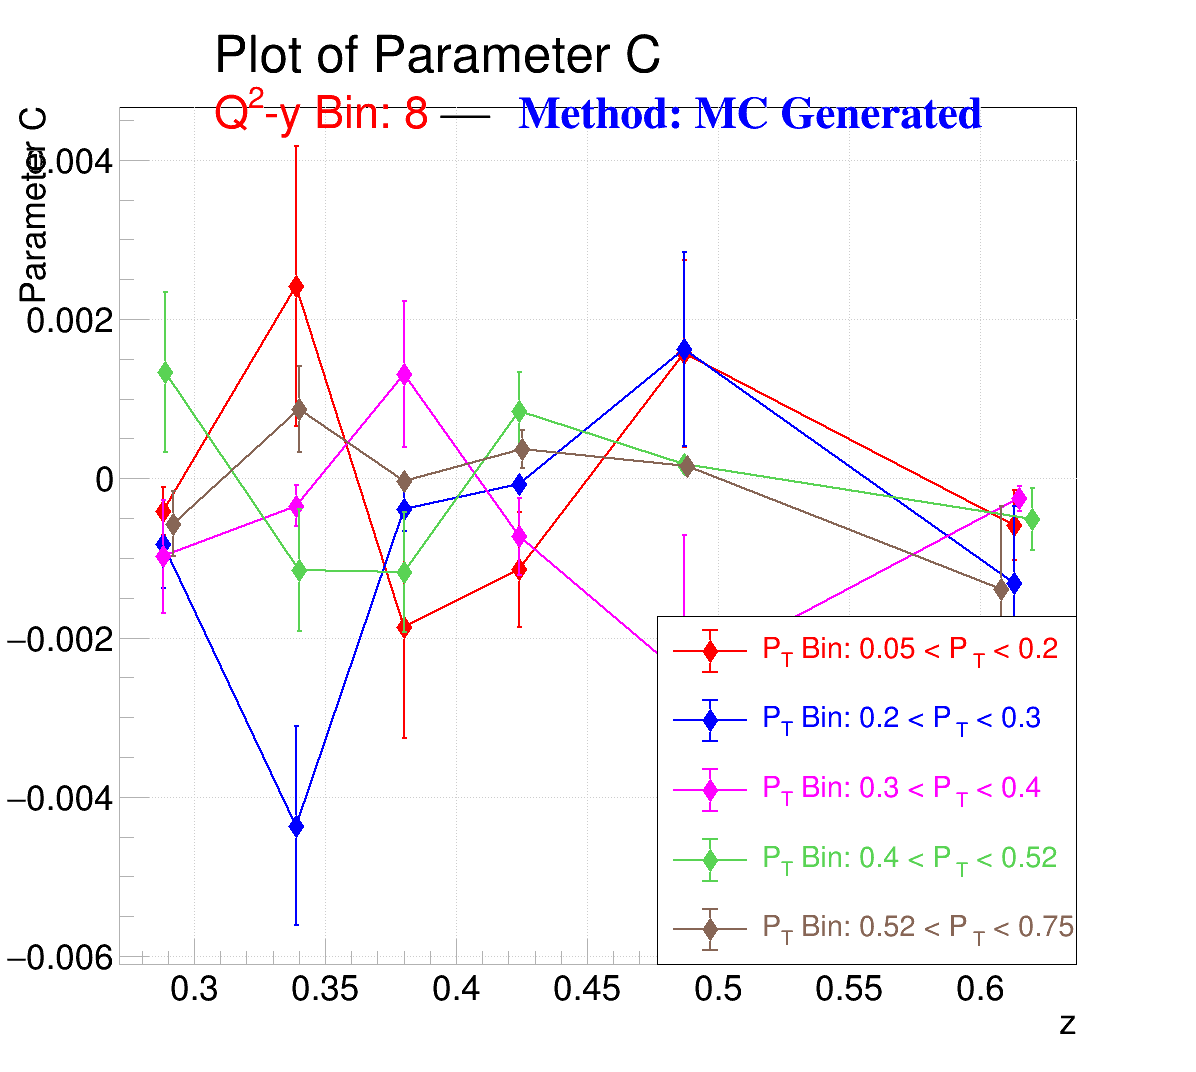 Plot of Parameter C
Q2-y Bin: 8 — Method: MC Generated
Parameter C
0.004
0.002
0
−0.002
−0.004
−0.006
PT Bin: 0.05 < PT < 0.2
PT Bin: 0.2 < PT < 0.3
PT Bin: 0.3 < PT < 0.4
PT Bin: 0.4 < PT < 0.52
PT Bin: 0.52 < PT < 0.75
0.3 0.35 0.4 0.45 0.5 0.55 0.6
z